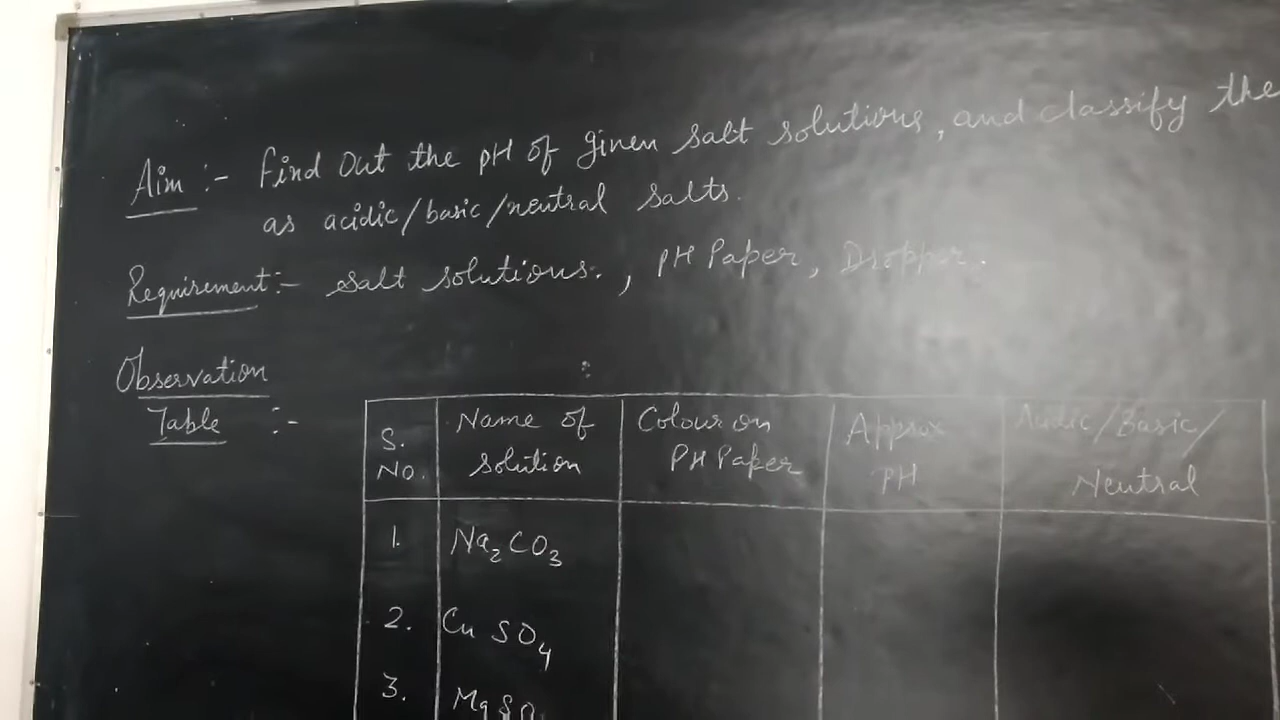 Aim :- Find out the pH of given salt solutions, and classify the
as acidic/basic/neutral salts.
Requirement:- Salt solutions. , PH Paper, Dropper.
Observation
Table :-
S. No. Name of solution Colour on PH Paper Approx PH Acidic/Basic/ Neutral
1. Na₂CO₃
2. CuSO₄
3. MgSO